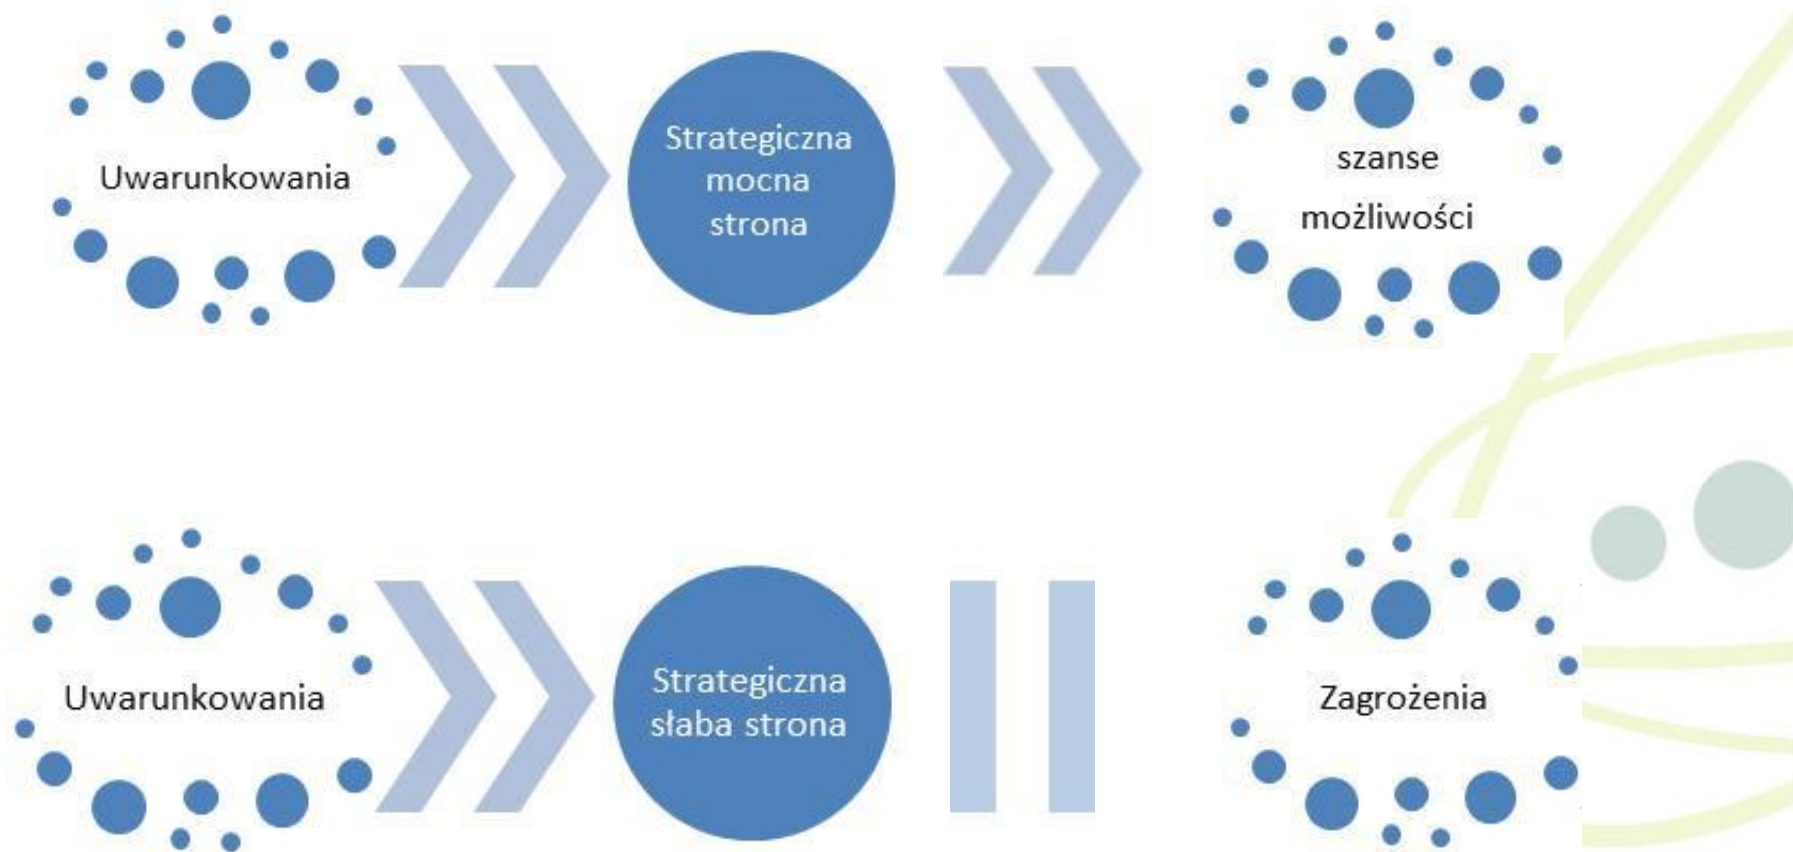 Uwarunkowania
Strategiczna
mocna
strona
szanse
możliwości
Uwarunkowania
Strategiczna
słaba strona
Zagrożenia